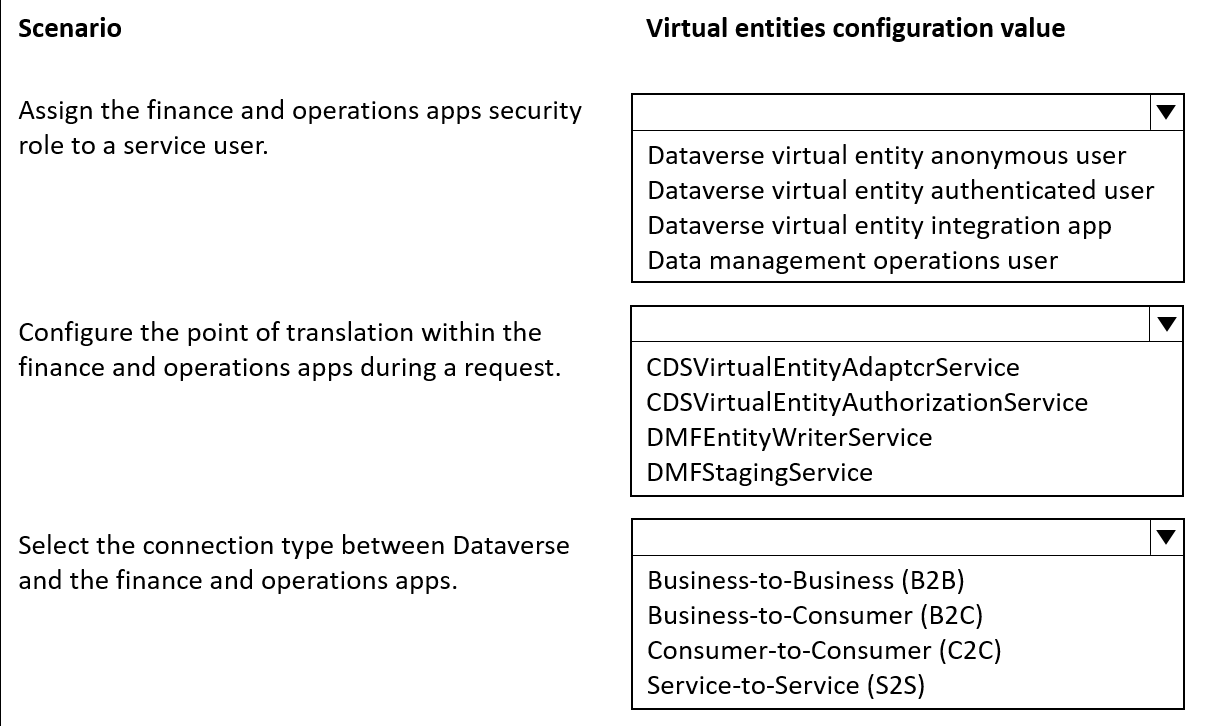 Scenario
Virtual entities configuration value
Assign the finance and operations apps security
role to a service user.
Dataverse virtual entity anonymous user
Dataverse virtual entity authenticated user
Dataverse virtual entity integration app
Data management operations user
Configure the point of translation within the
finance and operations apps during a request.
CDSVirtualEntityAdaptcrService
CDSVirtualEntityAuthorizationService
DMFEntityWriterService
DMFStagingService
Select the connection type between Dataverse
and the finance and operations apps.
Business-to-Business (B2B)
Business-to-Consumer (B2C)
Consumer-to-Consumer (C2C)
Service-to-Service (S2S)